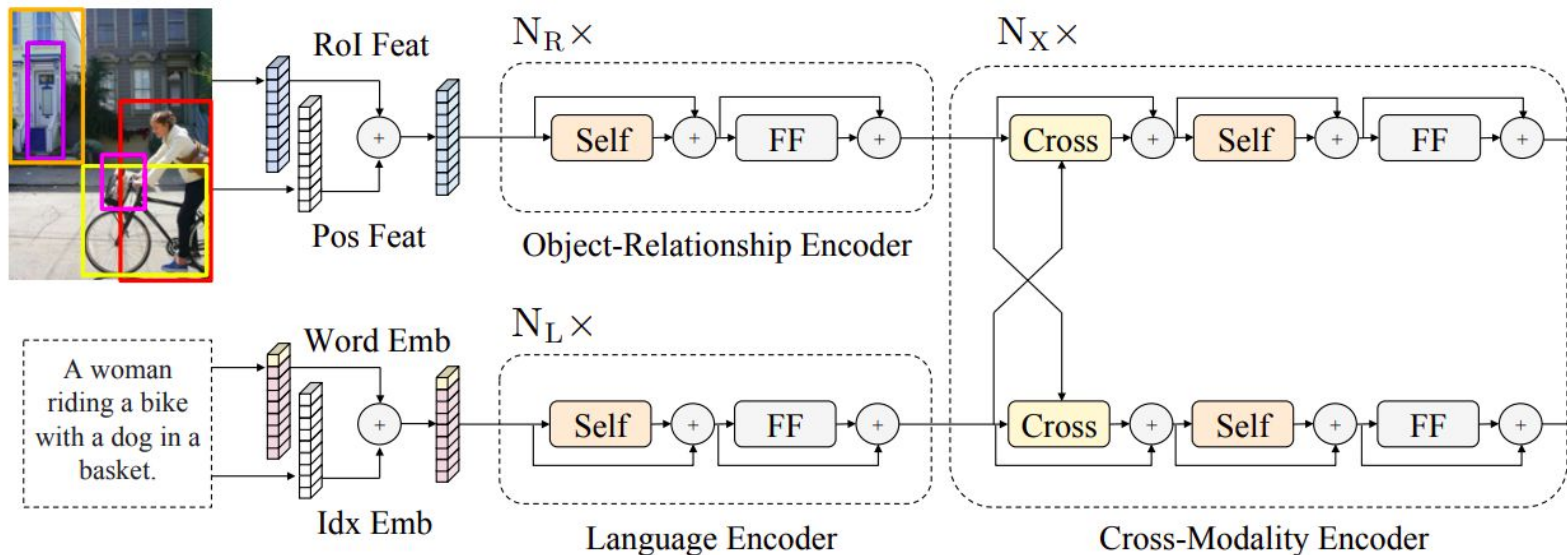 RoI Feat
Pos Feat
N_R ×
Self
+
FF
+
+
Object-Relationship Encoder
N_X ×
Cross
+
Self
+
FF
+
A woman
riding a bike
with a dog in a
basket.
Word Emb
Idx Emb
+
N_L ×
Self
+
FF
+
Language Encoder
Cross
+
Self
+
FF
+
Cross-Modality Encoder